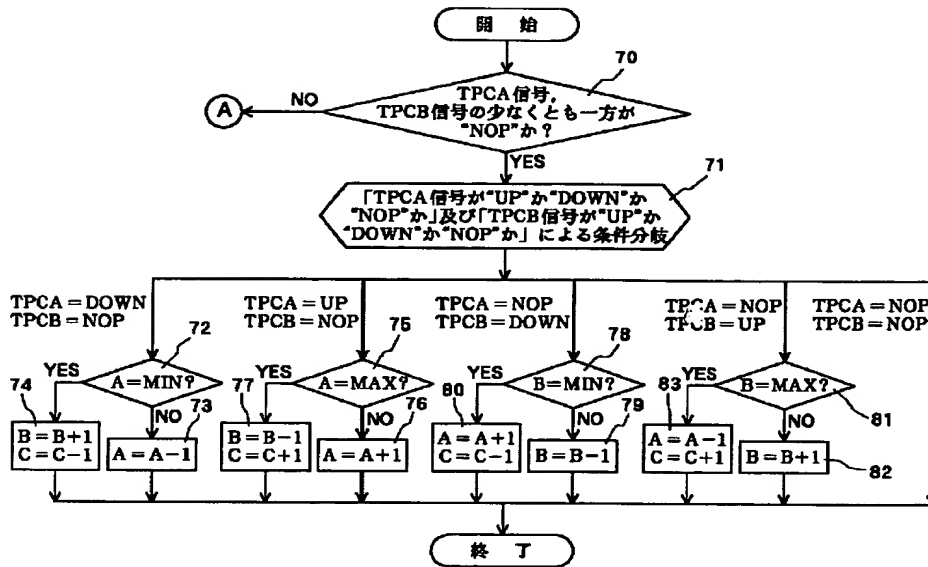 開始
70
TPCA信号,
TPCB信号の少なくとも一方が
“NOP”か?
NO
A
YES
71
「TPCA信号が“UP”か“DOWN”か
“NOP”か」及び「TPCB信号が“UP”か
“DOWN”か“NOP”か」による条件分岐
TPCA=DOWN
TPCB=NOP
TPCA=UP
TPCB=NOP
TPCA=NOP
TPCB=DOWN
TPCA=NOP
TPCB=UP
TPCA=NOP
TPCB=NOP
72
75
78
81
74
YES
A=MIN?
77
YES
A=MAX?
80
YES
B=MIN?
83
YES
B=MAX?
NO
73
NO
76
NO
79
NO
B=B+1
C=C-1
A=A-1
B=B-1
C=C+1
A=A+1
A=A+1
C=C-1
B=B-1
A=A-1
C=C+1
B=B+1
82
終了